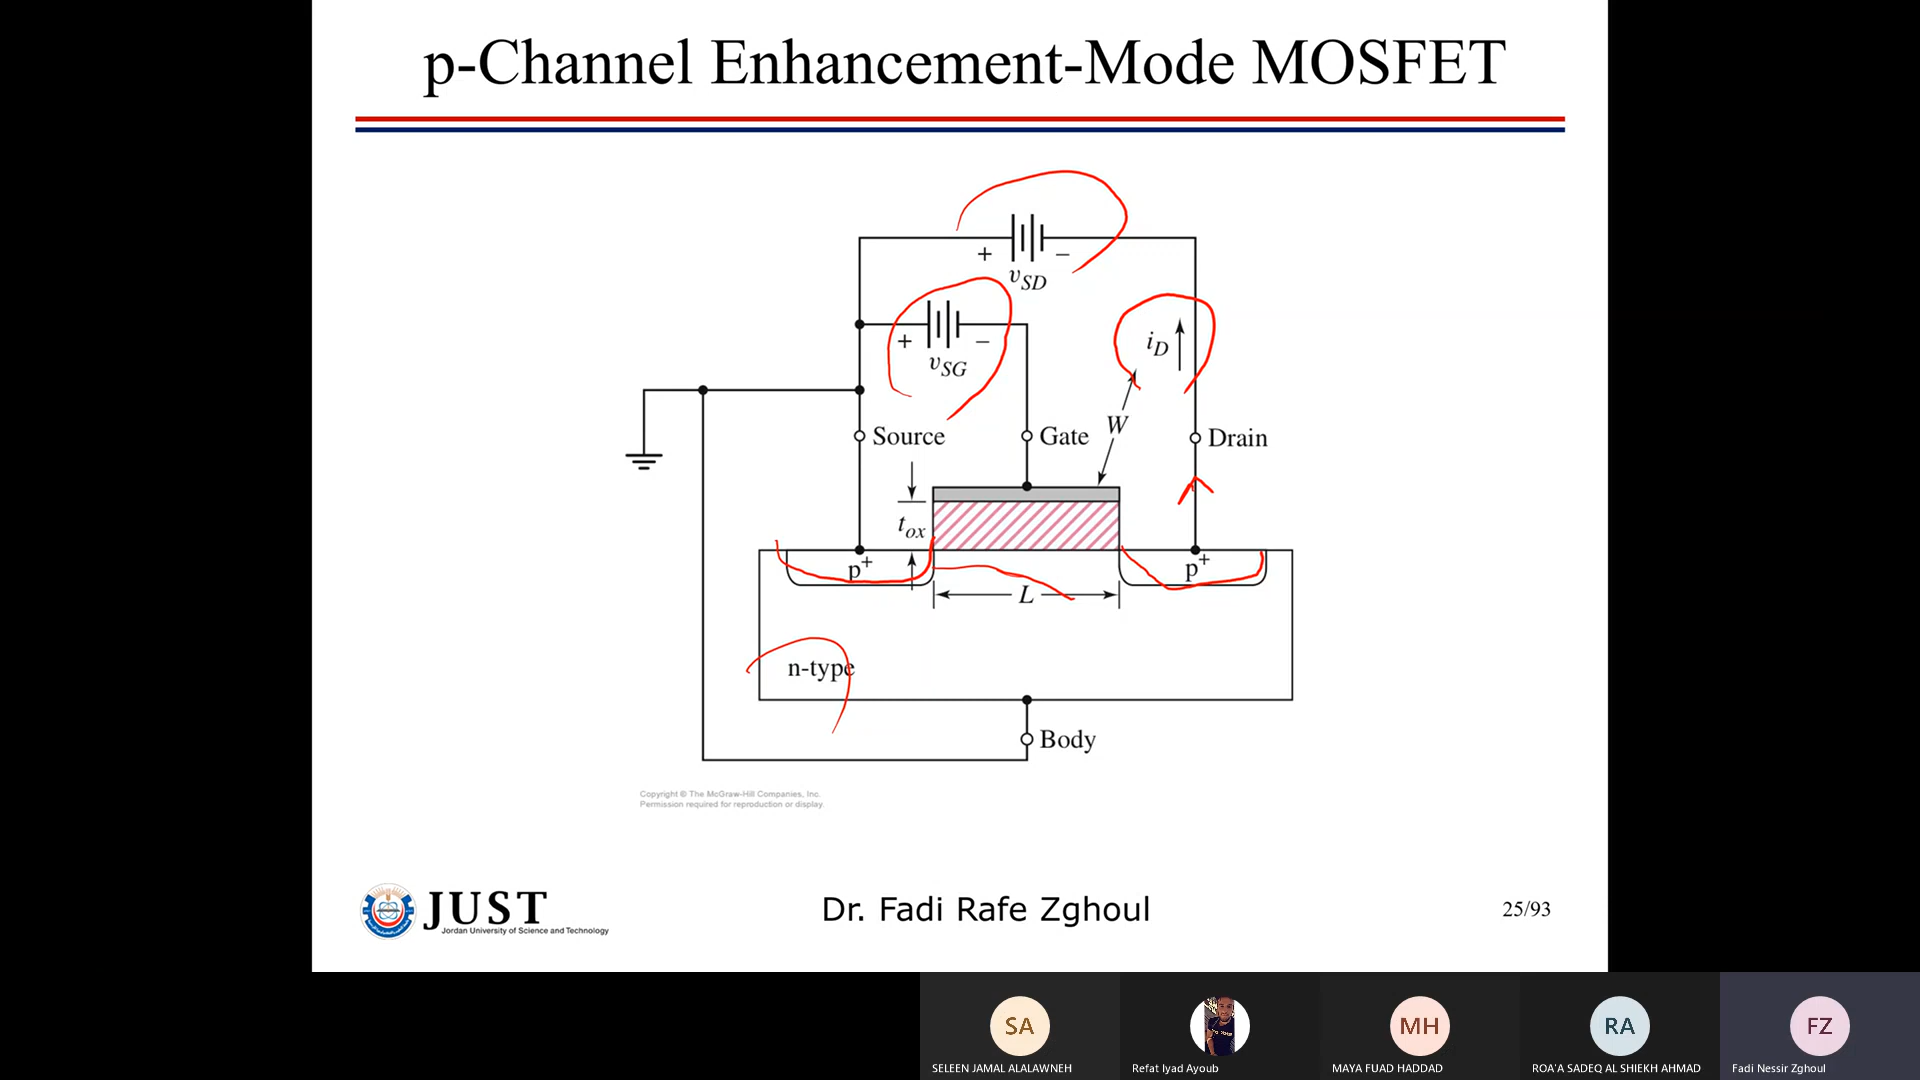 p-Channel Enhancement-Mode MOSFET
+ −
vSD
+ −
vSG
iD
W
Source
Gate
Drain
tox
p+
p+
L
n-type
Body
Copyright © The McGraw-Hill Companies, Inc.
Permission required for reproduction or display.
JUST
Jordan University of Science and Technology
Dr. Fadi Rafe Zghoul
25/93
SA
MH
RA
FZ
SELEEN JAMAL ALALAWNEH
Refat Iyad Ayoub
MAYA FUAD HADDAD
ROA'A SADEQ AL SHIEKH AHMAD
Fadi Nessir Zghoul